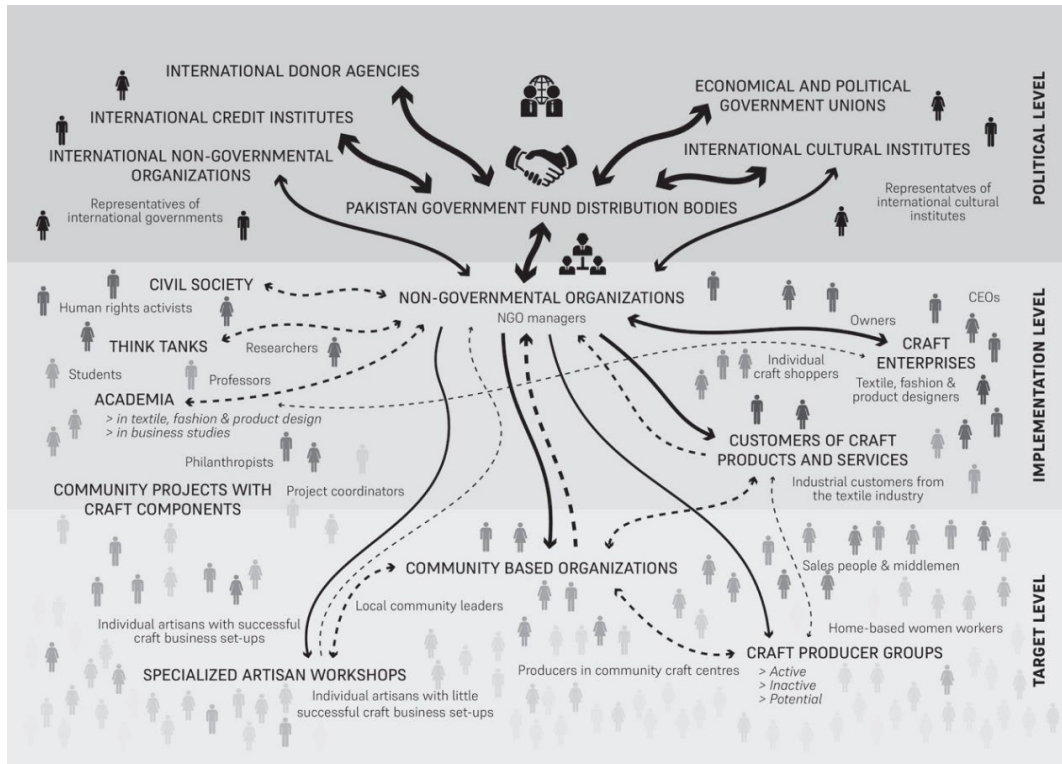 INTERNATIONAL DONOR AGENCIES
INTERNATIONAL CREDIT INSTITUTES
INTERNATIONAL NON-GOVERNMENTAL
ORGANIZATIONS
Representatives of
international governments
ECONOMICAL AND POLITICAL
GOVERNMENT UNIONS
INTERNATIONAL CULTURAL INSTITUTES
Representatves of
international cultural
institutes
PAKISTAN GOVERNMENT FUND DISTRIBUTION BODIES
POLITICAL LEVEL
CIVIL SOCIETY
Human rights activists
THINK TANKS
Researchers
Students
Professors
ACADEMIA
> in textile, fashion & product design
> in business studies
Philanthropists
COMMUNITY PROJECTS WITH
CRAFT COMPONENTS
Project coordinators
NON-GOVERNMENTAL ORGANIZATIONS
NGO managers
CEOs
Owners
CRAFT
ENTERPRISES
Textile, fashion &
product designers
Individual
craft shoppers
CUSTOMERS OF CRAFT
PRODUCTS AND SERVICES
Industrial customers from
the textile industry
IMPLEMENTATION LEVEL
COMMUNITY BASED ORGANIZATIONS
Local community leaders
Individual artisans with successful
craft business set-ups
SPECIALIZED ARTISAN WORKSHOPS
Individual artisans with little
successful craft business set-ups
Producers in community craft centres
Sales people & middlemen
Home-based women workers
CRAFT PRODUCER GROUPS
> Active
> Inactive
> Potential
TARGET LEVEL